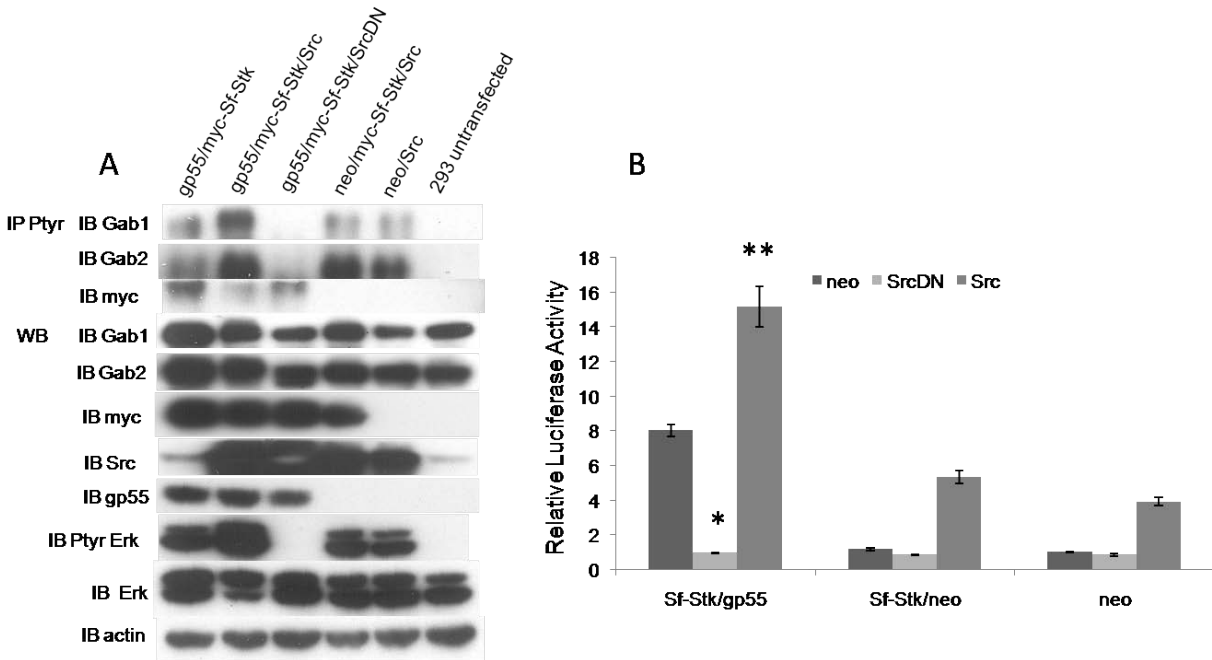 A
gp55/myc-Sf-Stk
gp55/myc-Sf-Stk/Src
gp55/myc-Sf-Stk/SrcDN
neo/myc-Sf-Stk/Src
neo/Src
293 untransfected
IP Ptyr IB Gab1
IB Gab2
IB myc
WB IB Gab1
IB Gab2
IB myc
IB Src
IB gp55
IB Ptyr Erk
IB Erk
IB actin
B
Relative Luciferase Activity
18
16
14
12
10
8
6
4
2
0
neo SrcDN Src
*
**
Sf-Stk/gp55 Sf-Stk/neo neo